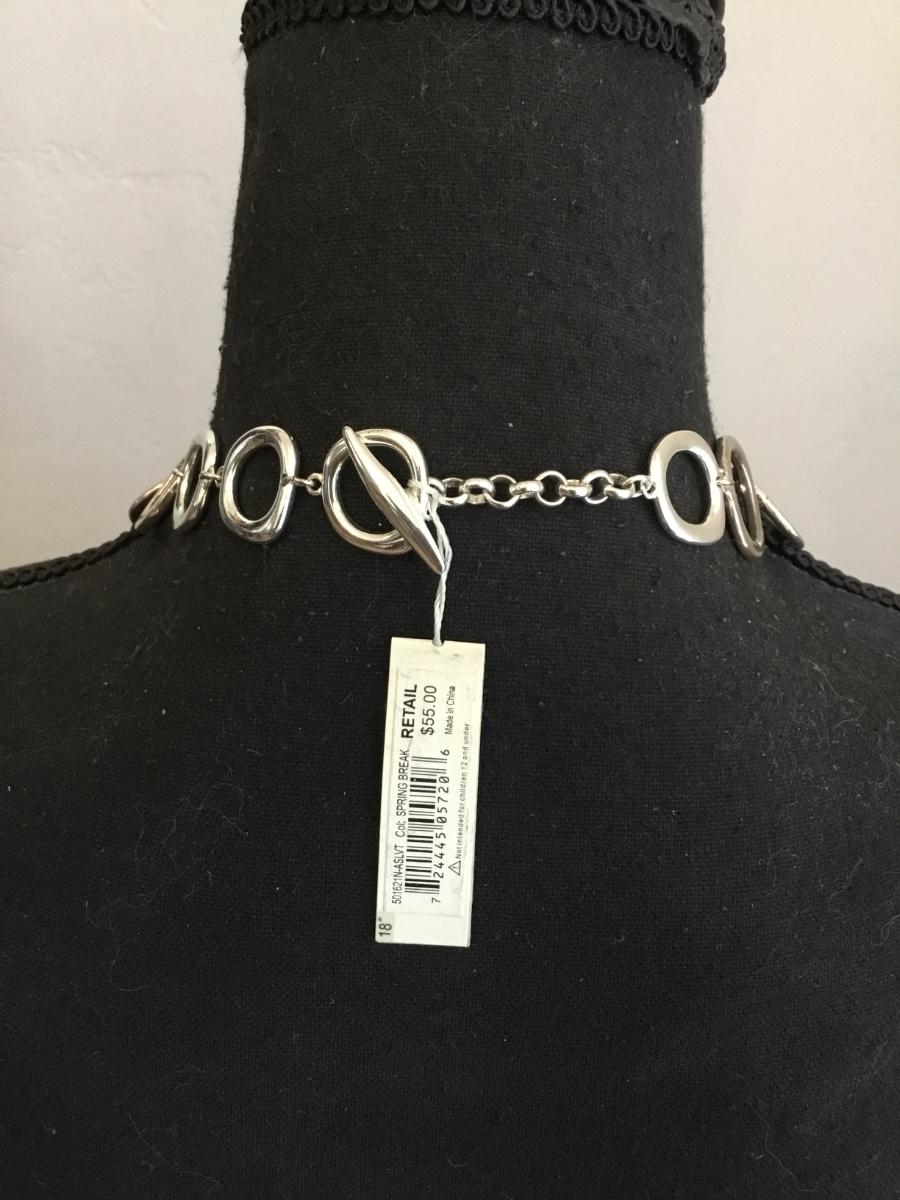 501621N-ASLVT Col: SPRING BREAK
RETAIL
$55.00
7 24445 05720 6
Made in China
Not intended for children 12 and under
18"